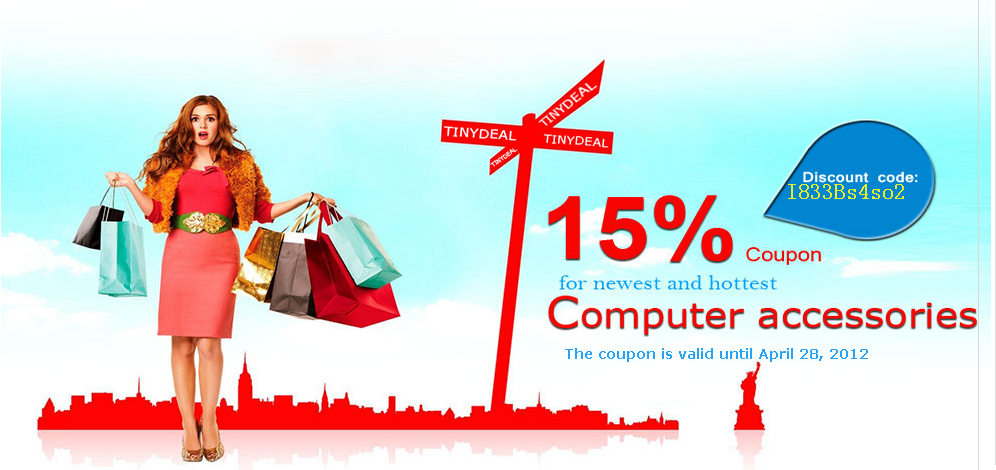 TINYDEAL
TINYDEAL
TINYDEAL
TINYDEAL
Discount code:
I833Bs4so2
15% Coupon
for newest and hottest
Computer accessories
The coupon is valid until April 28, 2012